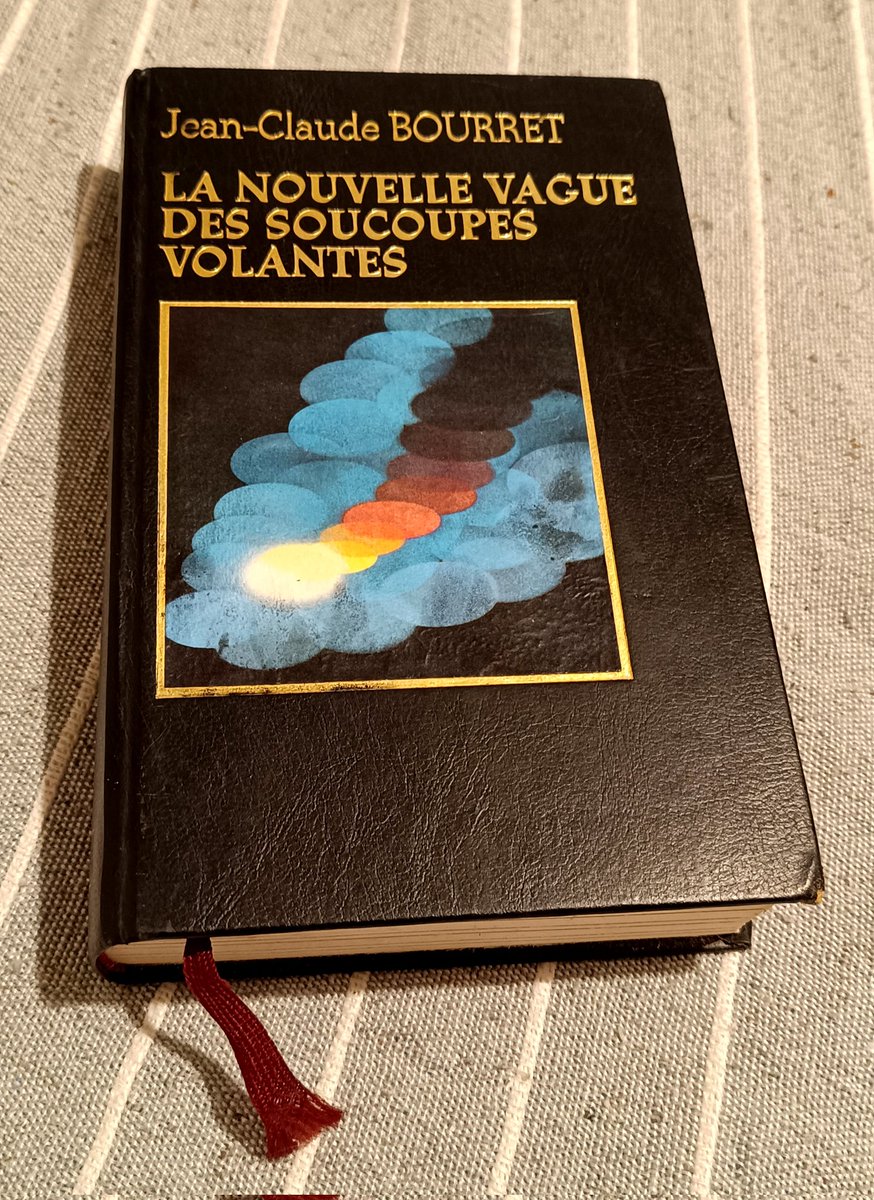 Jean-Claude BOURRET
LA NOUVELLE VAGUE
DES SOUCOUPES
VOLANTES